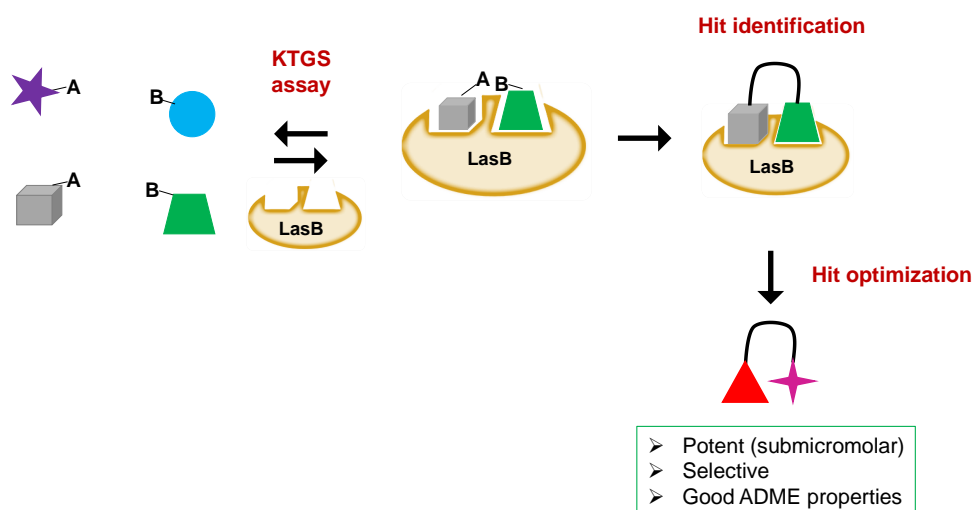 Hit identification
KTGS
assay
A
B
A
B
LasB
A
B
LasB
LasB
Hit optimization
➢ Potent (submicromolar)
➢ Selective
➢ Good ADME properties